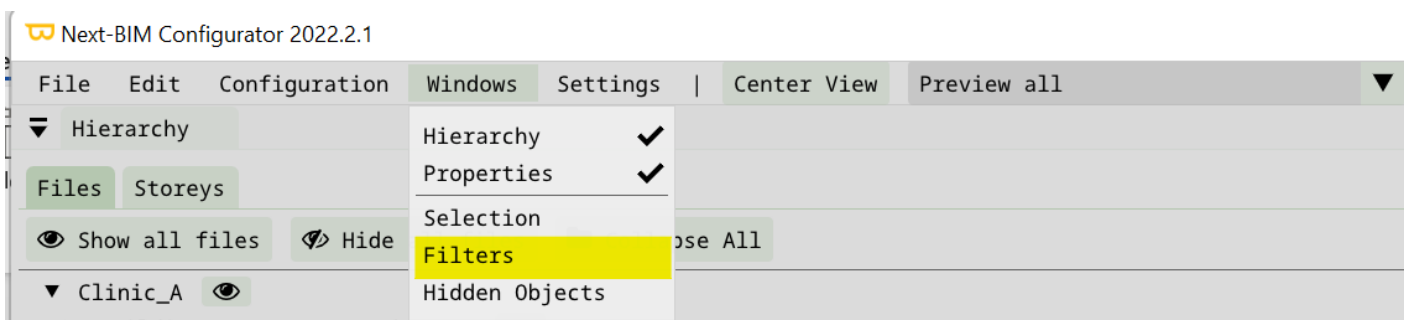 Next-BIM Configurator 2022.2.1
File Edit Configuration Windows Settings | Center View Preview all
Hierarchy
Hierarchy
Properties
Files Storeys
Selection
Show all files Hide All
Filters
Clinic_A
Hidden Objects